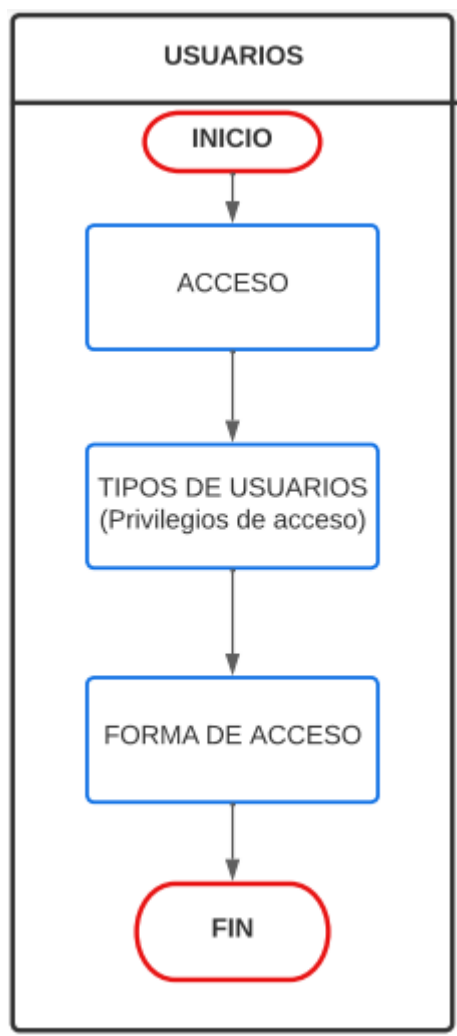 USUARIOS
INICIO
ACCESO
TIPOS DE USUARIOS
(Privilegios de acceso)
FORMA DE ACCESO
FIN